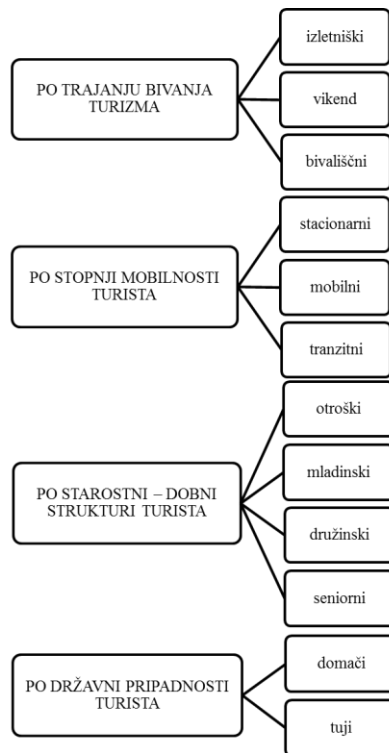 PO TRAJANJU BIVANJA
TURIZMA
izletniški
vikend
bivališčni
PO STOPNJI MOBILNOSTI
TURISTA
stacionarni
mobilni
tranzitni
PO STAROSTNI – DOBNI
STRUKTURI TURISTA
otroški
mladinski
družinski
seniorni
PO DRŽAVNI PRIPADNOSTI
TURISTA
domači
tuji